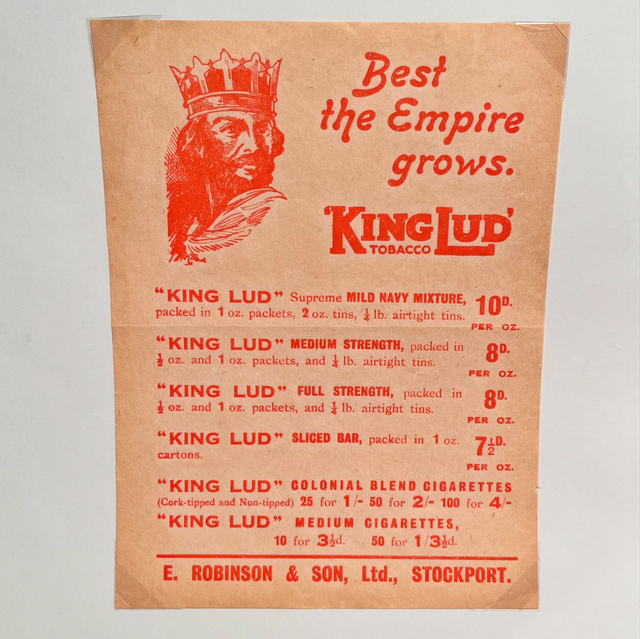 Best
the Empire
grows.
'KING LUD'
TOBACCO
"KING LUD" Supreme MILD NAVY MIXTURE,
packed in 1 oz. packets, 2 oz. tins, ¼ lb. airtight tins.
10D.
PER OZ.
"KING LUD" MEDIUM STRENGTH, packed in
½ oz. and 1 oz. packets, and ¼ lb. airtight tins.
8D.
PER OZ.
"KING LUD" FULL STRENGTH, packed in
½ oz. and 1 oz. packets, and ¼ lb. airtight tins.
8D.
PER OZ.
"KING LUD" SLICED BAR, packed in 1 oz.
cartons.
7½D.
PER OZ.
"KING LUD" COLONIAL BLEND CIGARETTES
(Cork-tipped and Non-tipped) 25 for 1/- 50 for 2/- 100 for 4/-
"KING LUD" MEDIUM CIGARETTES,
10 for 3½d. 50 for 1/3½d.
E. ROBINSON & SON, Ltd., STOCKPORT.